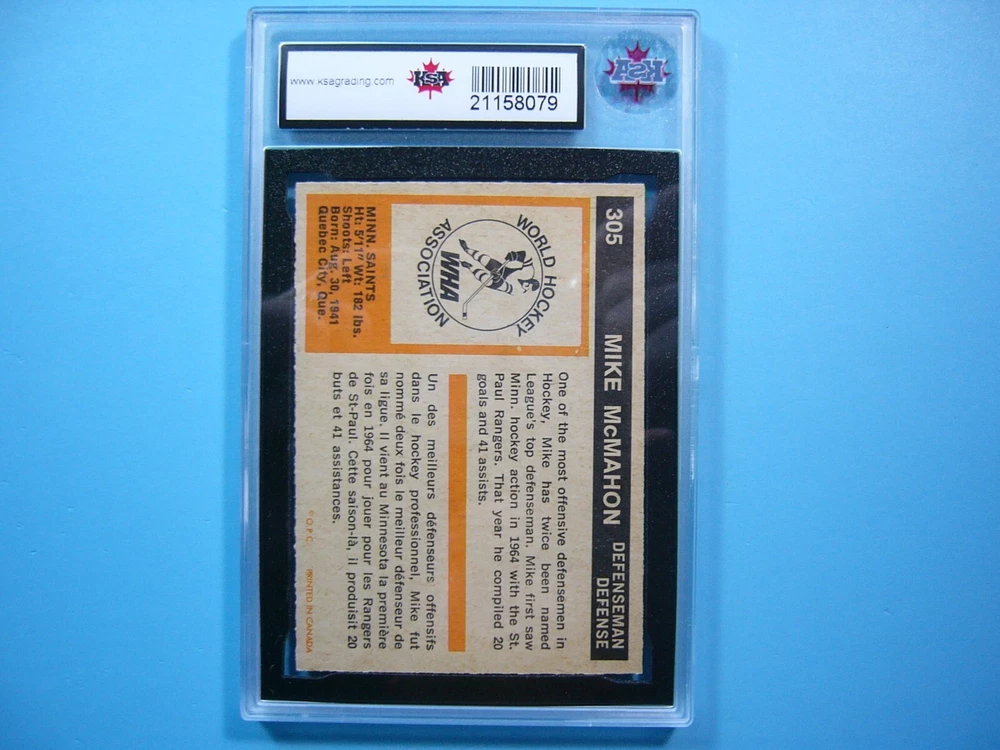 www.ksagrading.com
KSA
21158079
KSA
305 MIKE McMAHON DEFENSEMAN
DEFENSE
WORLD HOCKEY
ASSOCIATION
WHA
MINN. SAINTS
Ht: 5/11" Wt: 182 lbs.
Shoots: Left
Born: Aug. 30, 1941
Quebec City, Que.
One of the most offensive defensemen in
Hockey, Mike has twice been named
League's top defenseman. Mike first saw
Minn. hockey action in 1964 with the St.
Paul Rangers. That year he compiled 20
goals and 41 assists.
Un des meilleurs défenseurs offensifs
dans le hockey professionnel, Mike fut
nommé deux fois le meilleur défenseur de
sa ligue. Il vient au Minnesota la première
fois en 1964 pour jouer pour les Rangers
de St-Paul. Cette saison-là, il produisit 20
buts et 41 assistances.
© O.P.C. PRINTED IN CANADA